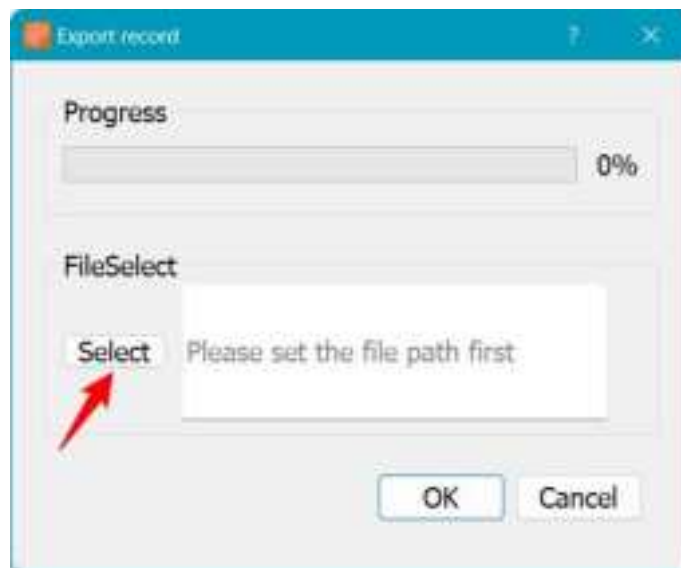 Export record
?
Progress
0%
FileSelect
Select
Please set the file path first
OK
Cancel